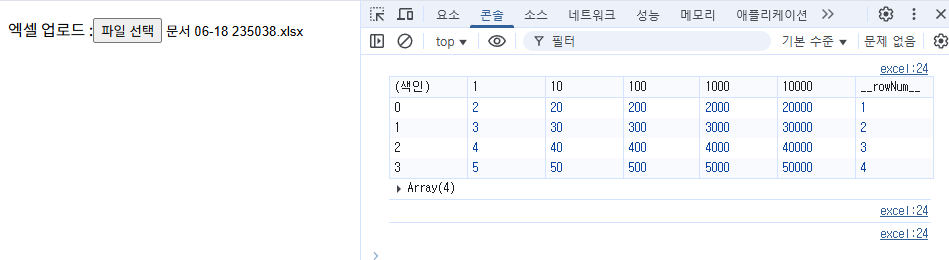 엑셀 업로드 : 파일 선택 문서 06-18 235038.xlsx
요소 콘솔 소스 네트워크 성능 메모리 애플리케이션
top 필터 기본 수준 문제 없음
excel:24
(색인) 1 10 100 1000 10000 __rowNum__
0 2 20 200 2000 20000 1
1 3 30 300 3000 30000 2
2 4 40 400 4000 40000 3
3 5 50 500 5000 50000 4
Array(4)
excel:24
excel:24